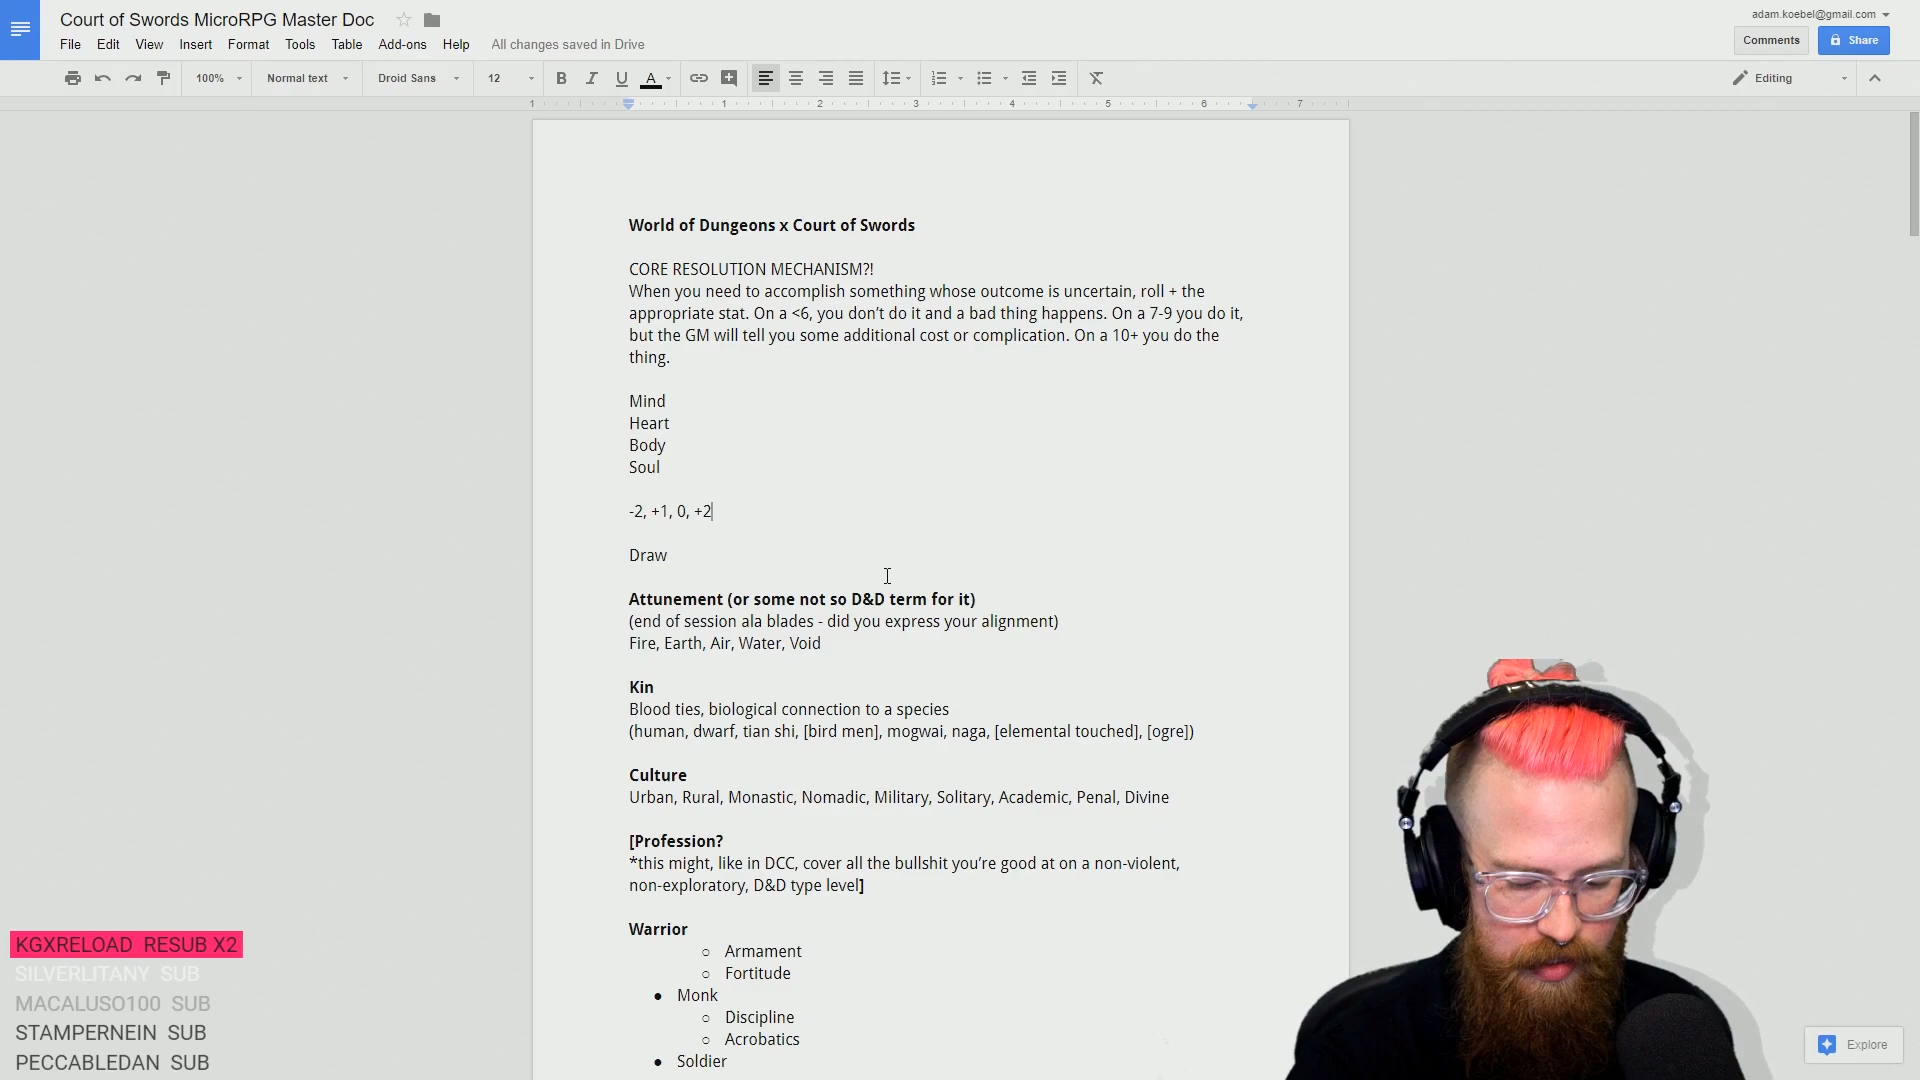 Court of Swords MicroRPG Master Doc
adam.koebel@gmail.com
File Edit View Insert Format Tools Table Add-ons Help All changes saved in Drive
Comments Share
100% Normal text Droid Sans 12 B I U A Editing
1 1 2 3 4 5 6 7
World of Dungeons x Court of Swords
CORE RESOLUTION MECHANISM?!
When you need to accomplish something whose outcome is uncertain, roll + the
appropriate stat. On a <6, you don’t do it and a bad thing happens. On a 7-9 you do it,
but the GM will tell you some additional cost or complication. On a 10+ you do the
thing.
Mind
Heart
Body
Soul
-2, +1, 0, +2
Draw
Attunement (or some not so D&D term for it)
(end of session ala blades - did you express your alignment)
Fire, Earth, Air, Water, Void
Kin
Blood ties, biological connection to a species
(human, dwarf, tian shi, [bird men], mogwai, naga, [elemental touched], [ogre])
Culture
Urban, Rural, Monastic, Nomadic, Military, Solitary, Academic, Penal, Divine
[Profession?
*this might, like in DCC, cover all the bullshit you’re good at on a non-violent,
non-exploratory, D&D type level]
Warrior
○ Armament
○ Fortitude
● Monk
○ Discipline
○ Acrobatics
● Soldier
KGXRELOAD RESUB X2
SILVERLITANY SUB
MACALUSO100 SUB
STAMPERNEIN SUB
PECCABLEDAN SUB
Explore